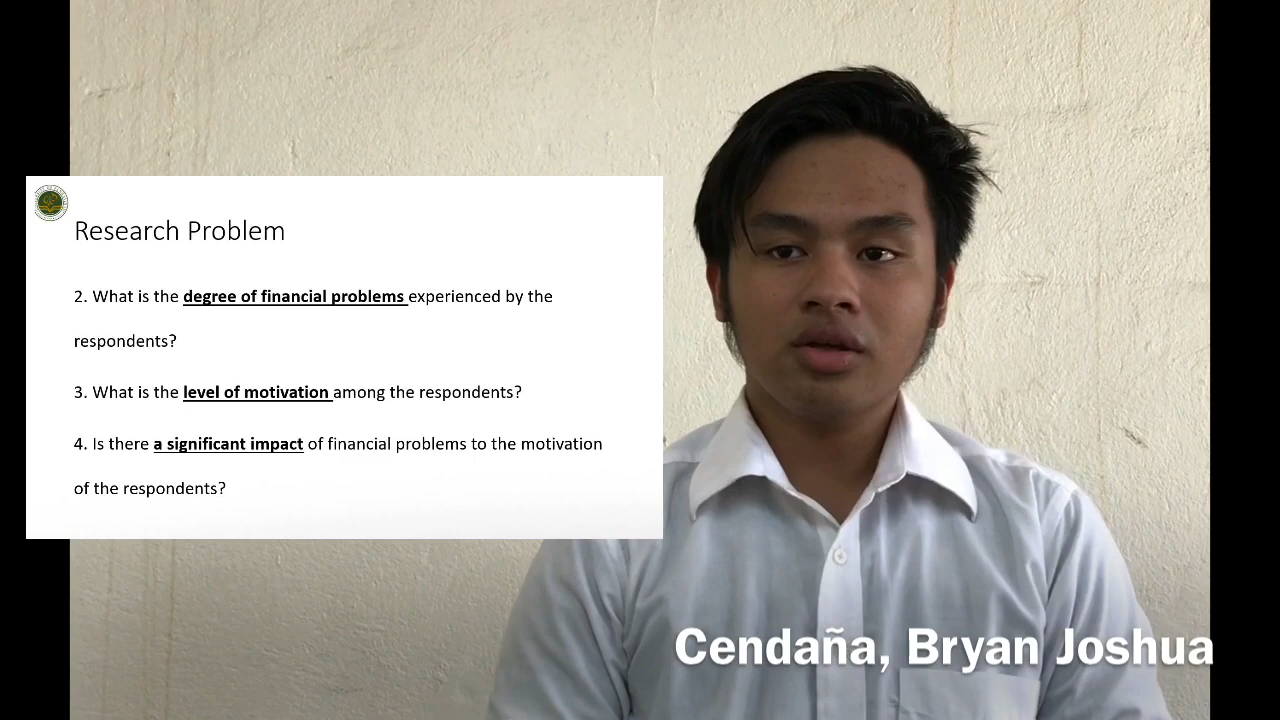 Research Problem
2. What is the degree of financial problems experienced by the
respondents?
3. What is the level of motivation among the respondents?
4. Is there a significant impact of financial problems to the motivation
of the respondents?
Cendaña, Bryan Joshua